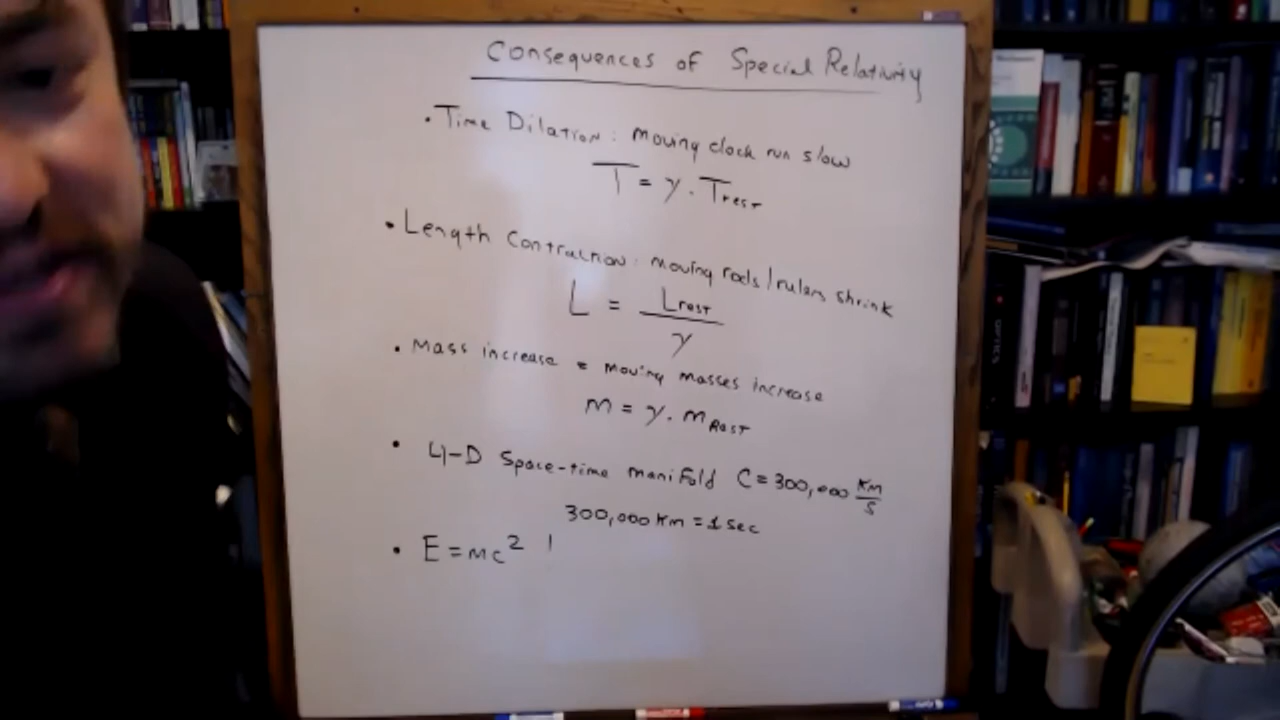 Consequences of Special Relativity
• Time Dilation: moving clock run slow
T = γ · Trest
• Length Contraction: moving rods/rulers shrink
L = Lrest / γ
• Mass increase = moving masses increase
m = γ · mRest
• 4-D Space-time manifold C = 300,000 Km/s
300,000 Km = 1 sec
• E = mc² |
OPTICS